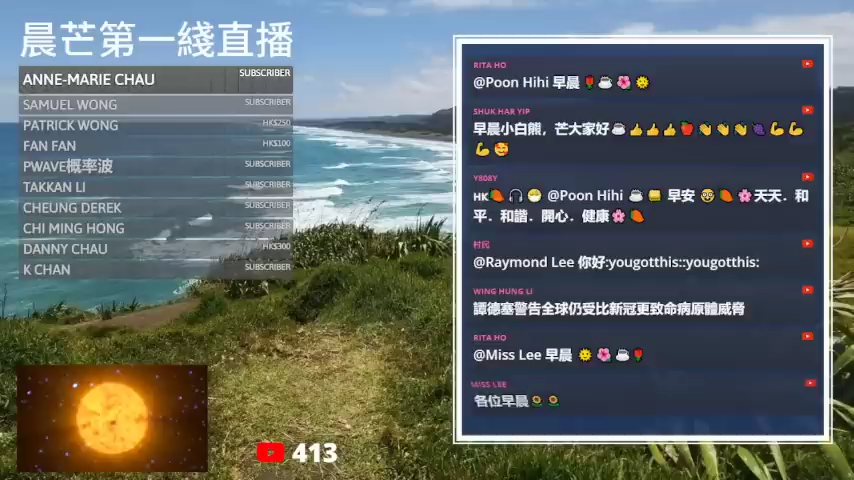 晨芒第一綫直播
ANNE-MARIE CHAU SUBSCRIBER
SAMUEL WONG SUBSCRIBER
PATRICK WONG HK$250
FAN FAN HK$100
PWAVE概率波 SUBSCRIBER
TAKKAN LI SUBSCRIBER
CHEUNG DEREK SUBSCRIBER
CHI MING HONG SUBSCRIBER
DANNY CHAU HK$300
K CHAN SUBSCRIBER
413
RITA HO
@Poon Hihi 早晨🌹☕🌸🌞
SHUK HAR YIP
早晨小白熊，芒大家好☕👍👍👍🍎👏👏👏🍇💪💪
💪🥰
Y808Y
HK🥭🎧😷 @Poon Hihi ☕🍞 早安 🤓 🥭 🌸天天．和
平．和諧．開心．健康🌸 🥭
村民
@Raymond Lee 你好:yougotthis::yougotthis:
WING HUNG LI
譚德塞警告全球仍受比新冠更致命病原體威脅
RITA HO
@Miss Lee 早晨 🌞 🌸 ☕🌹
MISS LEE
各位早晨🌻🌻